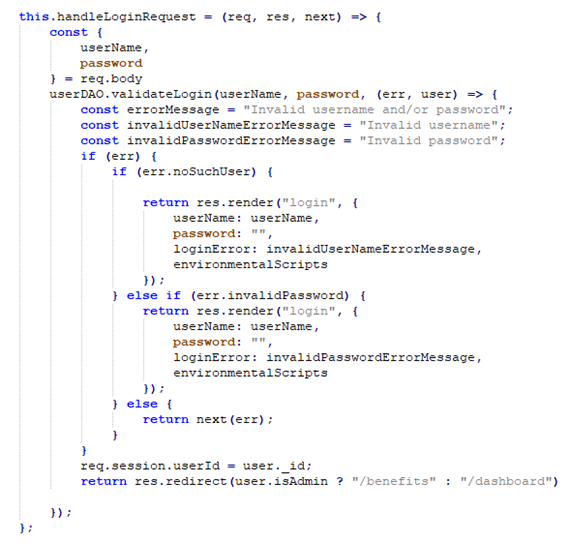 this.handleLoginRequest = (req, res, next) => {
    const {
        userName,
        password
    } = req.body
    userDAO.validateLogin(userName, password, (err, user) => {
        const errorMessage = "Invalid username and/or password";
        const invalidUserNameErrorMessage = "Invalid username";
        const invalidPasswordErrorMessage = "Invalid password";
        if (err) {
            if (err.noSuchUser) {
                return res.render("login", {
                    userName: userName,
                    password: "",
                    loginError: invalidUserNameErrorMessage,
                    environmentalScripts
                });
            } else if (err.invalidPassword) {
                return res.render("login", {
                    userName: userName,
                    password: "",
                    loginError: invalidPasswordErrorMessage,
                    environmentalScripts
                });
            } else {
                return next(err);
            }
        }
        req.session.userId = user._id;
        return res.redirect(user.isAdmin ? "/benefits" : "/dashboard")
    });
};